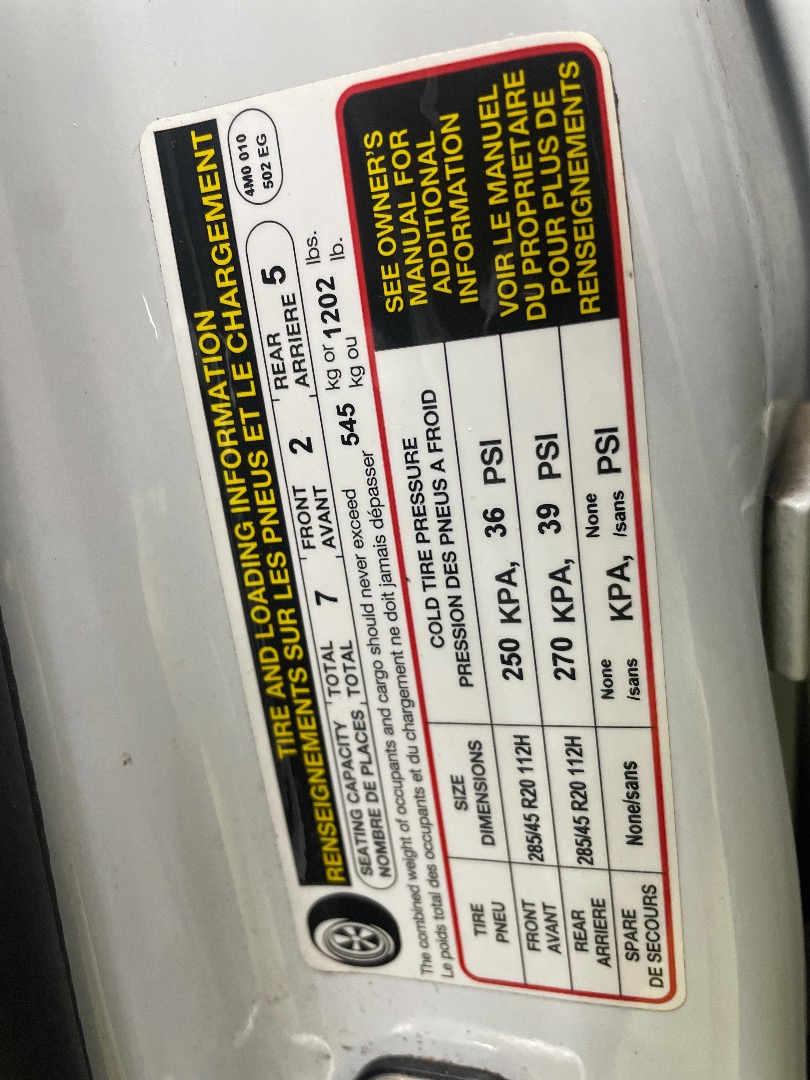 TIRE AND LOADING INFORMATION
RENSEIGNEMENTS SUR LES PNEUS ET LE CHARGEMENT
4M0 010
502 EG
SEATING CAPACITY TOTAL 7 FRONT 2 REAR 5
NOMBRE DE PLACES TOTAL AVANT ARRIERE
The combined weight of occupants and cargo should never exceed 545 kg or 1202 lbs.
Le poids total des occupants et du chargement ne doit jamais dépasser kg ou lb.
TIRE SIZE COLD TIRE PRESSURE
PNEU DIMENSIONS PRESSION DES PNEUS A FROID
FRONT 285/45 R20 112H 250 KPA, 36 PSI
AVANT
REAR 285/45 R20 112H 270 KPA, 39 PSI
ARRIERE
SPARE None/sans None KPA, None PSI
DE SECOURS /sans /sans
SEE OWNER'S
MANUAL FOR
ADDITIONAL
INFORMATION
VOIR LE MANUEL
DU PROPRIETAIRE
POUR PLUS DE
RENSEIGNEMENTS